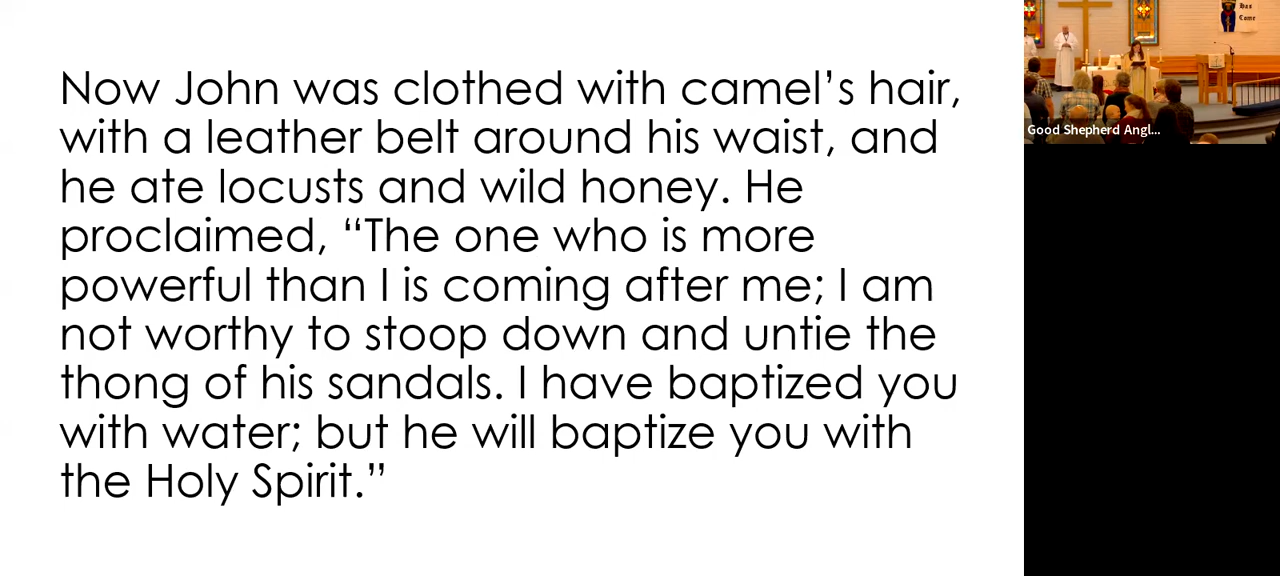 Now John was clothed with camel’s hair,
with a leather belt around his waist, and
he ate locusts and wild honey. He
proclaimed, “The one who is more
powerful than I is coming after me; I am
not worthy to stoop down and untie the
thong of his sandals. I have baptized you
with water; but he will baptize you with
the Holy Spirit.”
Has
Come
Good Shepherd Angl...